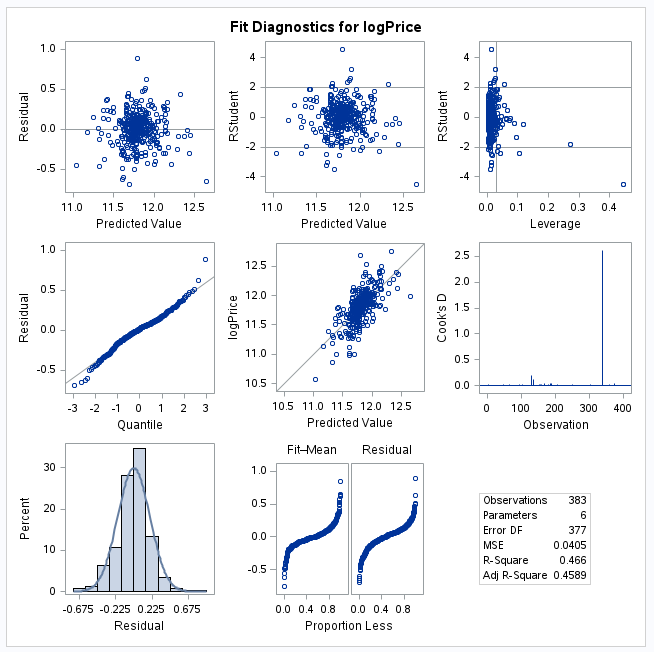 Fit Diagnostics for logPrice
1.0
0.5
0.0
-0.5
Residual
11.0 11.5 12.0 12.5
Predicted Value
4
2
0
-2
-4
RStudent
11.0 11.5 12.0 12.5
Predicted Value
4
2
0
-2
-4
RStudent
0.0 0.1 0.2 0.3 0.4
Leverage
1.0
0.5
0.0
-0.5
Residual
-3 -2 -1 0 1 2 3
Quantile
12.5
12.0
11.5
11.0
10.5
logPrice
10.5 11.0 11.5 12.0 12.5
Predicted Value
2.5
2.0
1.5
1.0
0.5
0.0
Cook's D
0 100 200 300 400
Observation
30
20
10
0
Percent
-0.675 -0.225 0.225 0.675
Residual
Fit–Mean Residual
1.0
0.5
0.0
-0.5
0.0 0.4 0.8 0.0 0.4 0.8
Proportion Less
Observations 383
Parameters 6
Error DF 377
MSE 0.0405
R-Square 0.466
Adj R-Square 0.4589